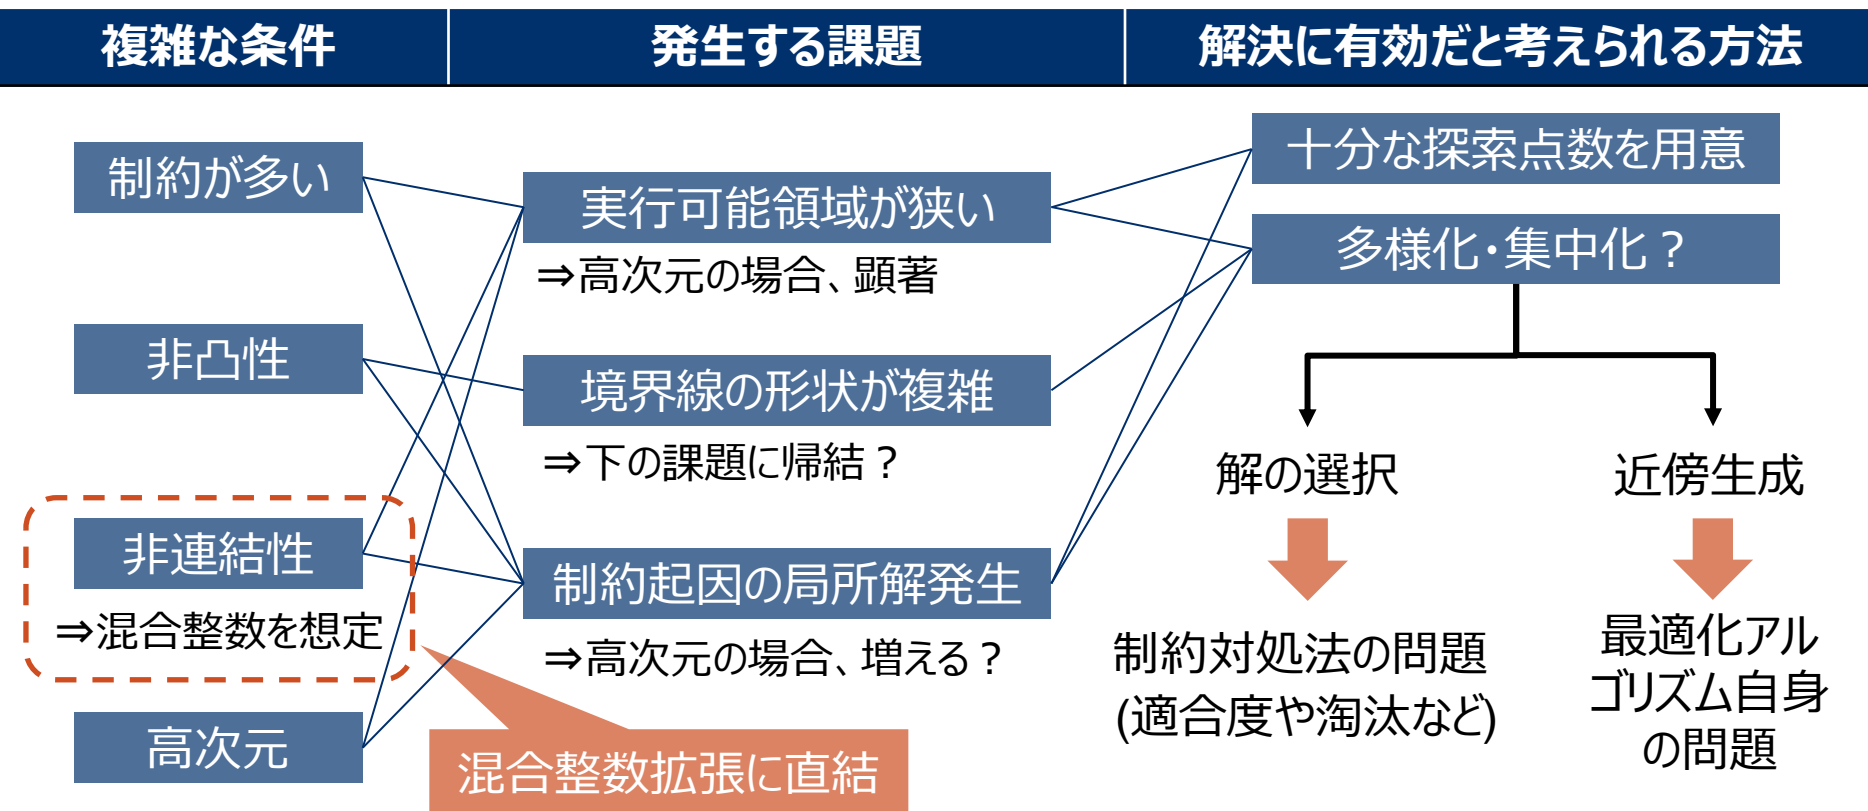 複雑な条件
発生する課題
解決に有効だと考えられる方法
制約が多い
非凸性
非連結性
⇒混合整数を想定
高次元
混合整数拡張に直結
実行可能領域が狭い
⇒高次元の場合、顕著
境界線の形状が複雑
⇒下の課題に帰結？
制約起因の局所解発生
⇒高次元の場合、増える？
十分な探索点数を用意
多様化・集中化？
解の選択
制約対処法の問題
(適合度や淘汰など)
近傍生成
最適化アル
ゴリズム自身
の問題